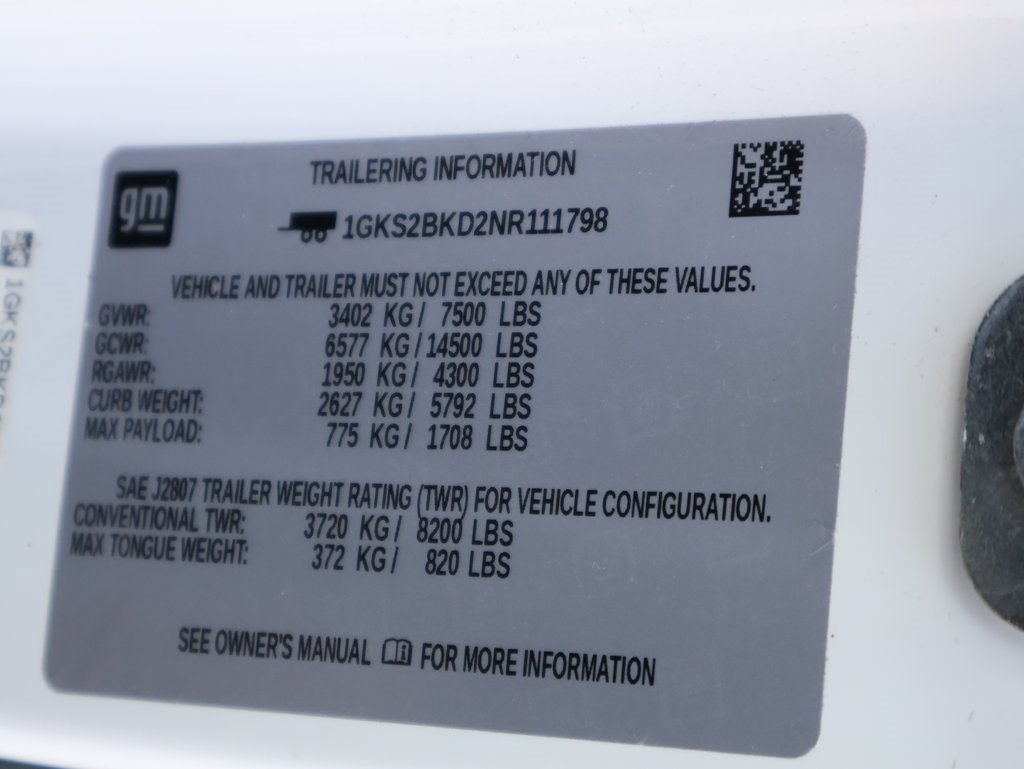 gm
TRAILERING INFORMATION
1GKS2BKD2NR111798
VEHICLE AND TRAILER MUST NOT EXCEED ANY OF THESE VALUES.
GVWR: 3402 KG/ 7500 LBS
GCWR: 6577 KG/14500 LBS
RGAWR: 1950 KG/ 4300 LBS
CURB WEIGHT: 2627 KG/ 5792 LBS
MAX PAYLOAD: 775 KG/ 1708 LBS
SAE J2807 TRAILER WEIGHT RATING (TWR) FOR VEHICLE CONFIGURATION.
CONVENTIONAL TWR: 3720 KG/ 8200 LBS
MAX TONGUE WEIGHT: 372 KG/ 820 LBS
SEE OWNER'S MANUAL FOR MORE INFORMATION